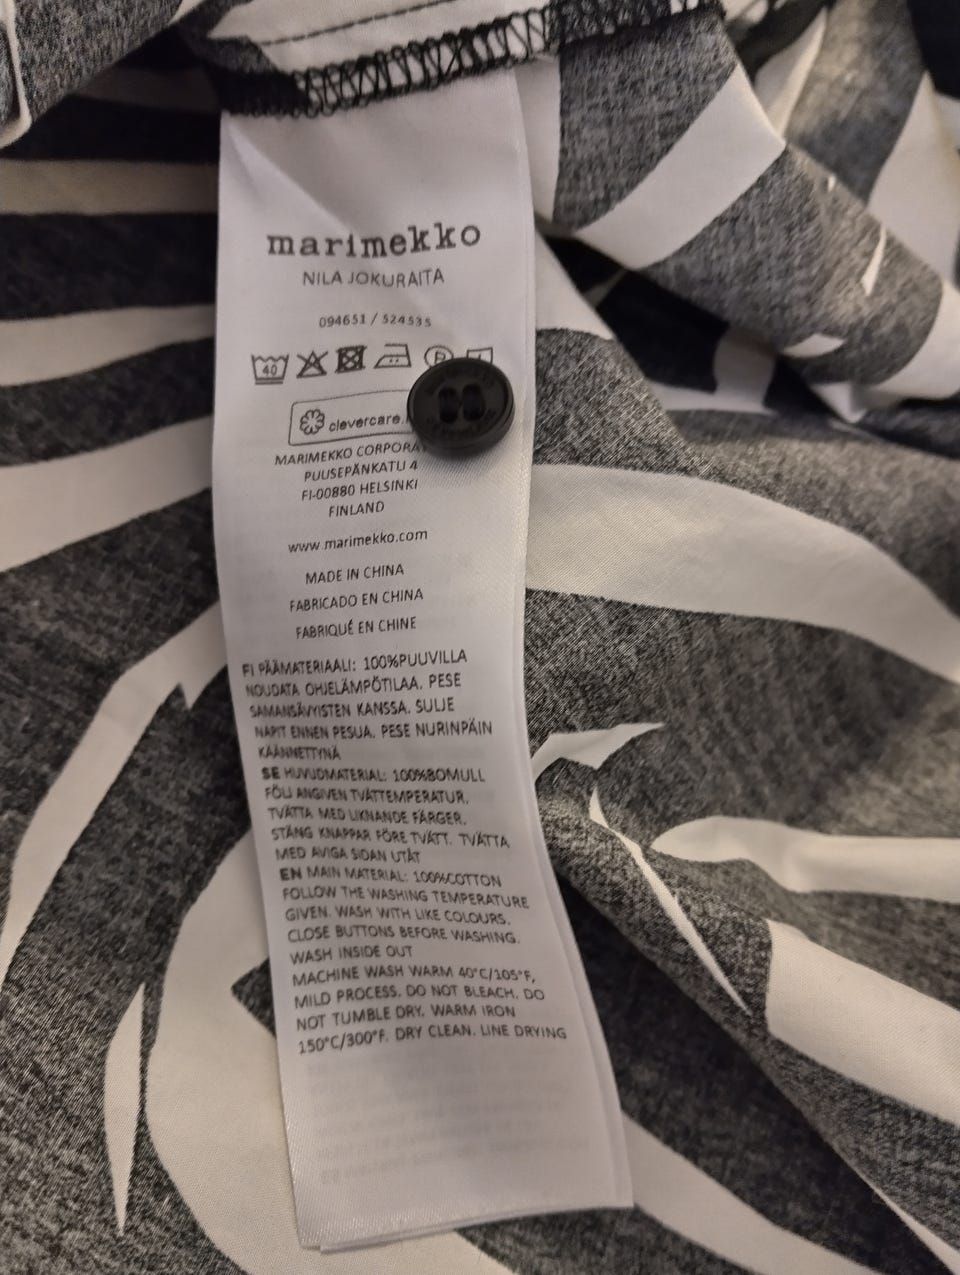 marimekko
NILA JOKURAITA
094651 / 524535
40 P
clevercare.
MARIMEKKO CORPORA
PUUSEPÄNKATU 4
FI-00880 HELSINKI
FINLAND
www.marimekko.com
MADE IN CHINA
FABRICADO EN CHINA
FABRIQUÉ EN CHINE
FI PÄÄMATERIAALI: 100%PUUVILLA
NOUDATA OHJELÄMPÖTILAA. PESE
SAMANSÄVYISTEN KANSSA. SULJE
NAPIT ENNEN PESUA. PESE NURINPÄIN
KÄÄNNETTYNÄ
SE HUVUDMATERIAL: 100%BOMULL
FÖLJ ANGIVEN TVÄTTEMPERATUR.
TVÄTTA MED LIKNANDE FÄRGER.
STÄNG KNAPPAR FÖRE TVÄTT. TVÄTTA
MED AVIGA SIDAN UTÅT
EN MAIN MATERIAL: 100%COTTON
FOLLOW THE WASHING TEMPERATURE
GIVEN. WASH WITH LIKE COLOURS.
CLOSE BUTTONS BEFORE WASHING.
WASH INSIDE OUT
MACHINE WASH WARM 40°C/105°F,
MILD PROCESS. DO NOT BLEACH. DO
NOT TUMBLE DRY. WARM IRON
150°C/300°F. DRY CLEAN. LINE DRYING